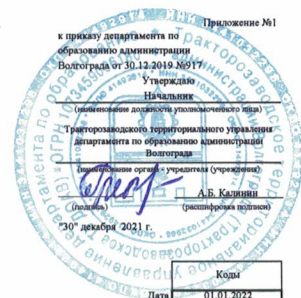 Приложение №1
к приказу департамента по
образованию администрации
Волгограда от 30.12.2019 №917
Утверждаю
Начальник
(наименование должности уполномоченного лица)
Тракторозаводского территориального управления
департамента по образованию администрации
Волгограда
(наименование органа - учредителя (учреждения)
А.Б. Калинин
(подпись) (расшифровка подписи)
"30" декабря 2021 г.
Коды
Дата 01.01.2022